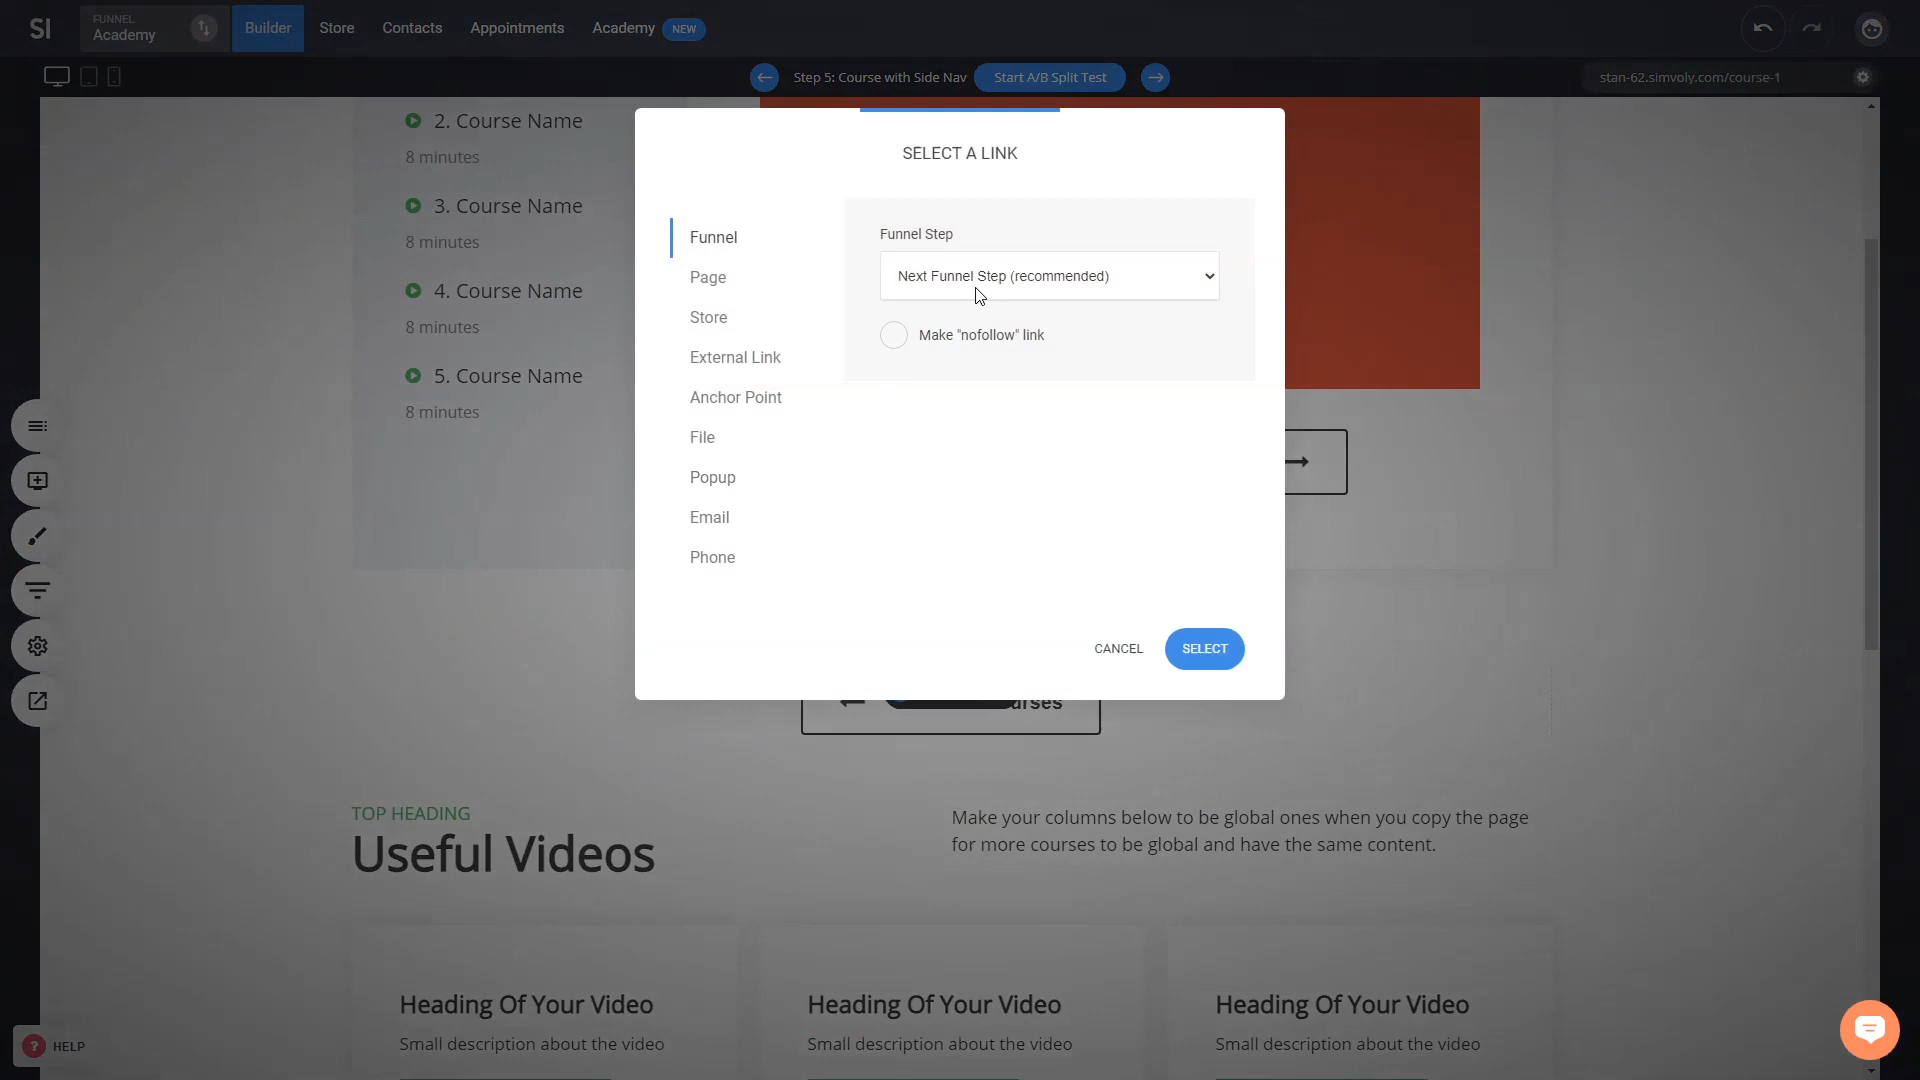 SI
FUNNEL
Academy
Builder
Store
Contacts
Appointments
Academy
NEW
Step 5: Course with Side Nav
Start A/B Split Test
stan-62.simvoly.com/course-1
2. Course Name
8 minutes
3. Course Name
8 minutes
4. Course Name
8 minutes
5. Course Name
8 minutes
SELECT A LINK
Funnel
Page
Store
External Link
Anchor Point
File
Popup
Email
Phone
Funnel Step
Next Funnel Step (recommended)
Make "nofollow" link
CANCEL
SELECT
TOP HEADING
Useful Videos
Make your columns below to be global ones when you copy the page
for more courses to be global and have the same content.
Heading Of Your Video
Small description about the video
Heading Of Your Video
Small description about the video
Heading Of Your Video
Small description about the video
? HELP